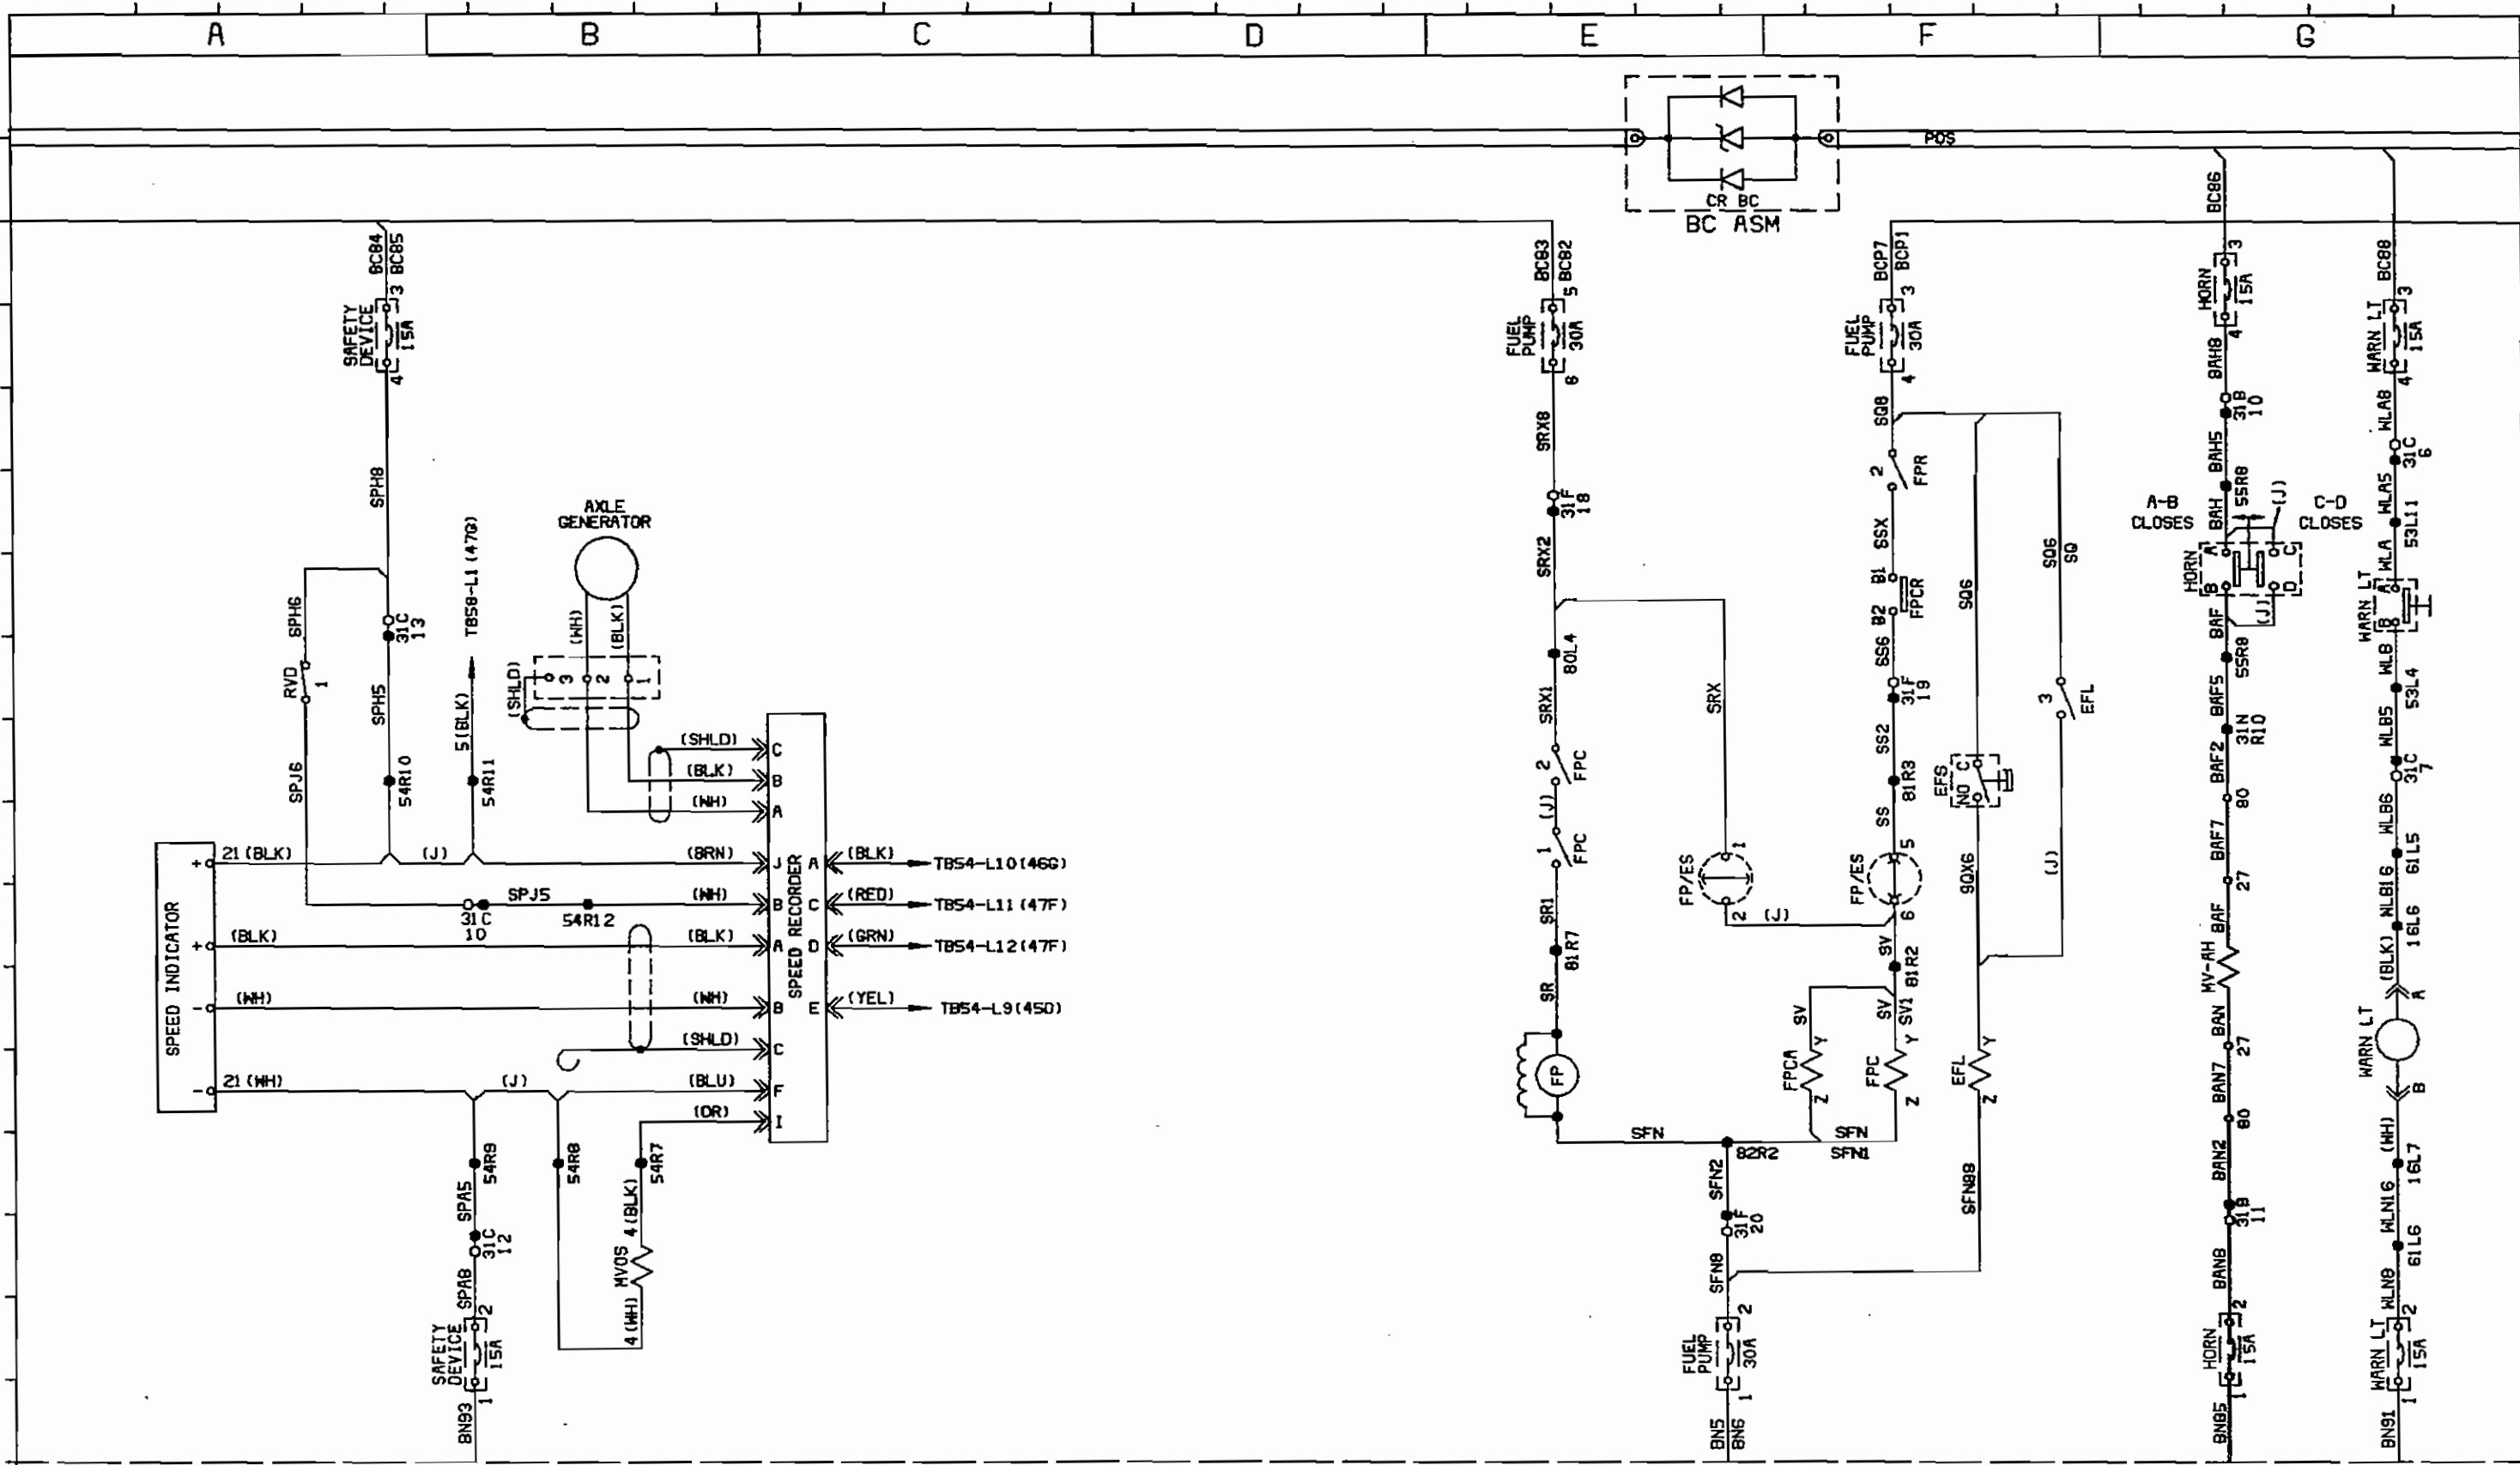 A B C D E F G
POS
CR BC
BC ASM
BC84
BC85
3
SAFETY
DEVICE
15A
4
SPH8
SPH6
31C
13
RVD
1
SPH5
SPJ6
54R10
TB58-L1(47G)
5(BLK)
54R11
AXLE
GENERATOR
(WH)
(BLK)
(SHLD)
3
2
1
(SHLD)
C
(BLK)
B
(WH)
A
SPEED INDICATOR
+
21(BLK)
(J)
(BRN)
J
SPJ5
31C
10
54R12
(WH)
B
+
(BLK)
(BLK)
A
-
(WH)
(WH)
B
(SHLD)
C
-
21(WH)
(J)
(BLU)
F
(OR)
I
SPEED RECORDER
A
(BLK)
TB54-L10(46G)
C
(RED)
TB54-L11(47F)
D
(GRN)
TB54-L12(47F)
E
(YEL)
TB54-L9(45D)
54R9
SPA5
31C
12
SPA8
2
SAFETY
DEVICE
15A
1
BN93
54R8
54R7
4(BLK)
MVOS
4(WH)
BC83
BC82
5
FUEL
PUMP
30A
6
SRX8
31F
18
SRX2
80L4
SRX1
2
FPC
(J)
1
FPC
SR1
81R7
SR
FP
SRX
FP/ES
1
2
(J)
SFN
82R2
SFN
SFN1
SFN2
31F
20
SFN8
2
FUEL
PUMP
30A
1
BN5
BN6
BCP7
BCP1
3
FUEL
PUMP
30A
4
SQ8
2
FPR
SSX
B1
B2
FPCR
SS6
31F
19
SS2
81R3
SS
5
FP/ES
6
SV
81R2
SV
SV
SV1
FPCA
Y
Z
FPC
Y
Z
EFL
Y
Z
SQ6
SQ6
SQ
3
EFL
EFS
C
NO
SQX6
(J)
SFN88
BC86
3
HORN
15A
4
BAH8
31B
10
BAH5
55R8
BAH
A-B
CLOSES
C-D
CLOSES
(J)
HORN
A
B
C
D
(J)
BAF
55R8
BAF5
31N
R10
BAF2
80
BAF7
27
BAF
MV-AH
BAN
27
BAN7
80
BAN2
31B
11
BAN8
2
HORN
15A
1
BN85
BC88
3
WARN LT
15A
4
WLA8
31C
6
WLA5
53L11
WLA
WARN LT
A
B
WLB
53L4
WLB5
31C
7
WLB6
61L5
WLB16
16L6
(BLK)
A
WARN LT
B
(WH)
16L7
WLN16
61L6
WLN8
2
WARN LT
15A
1
BN91